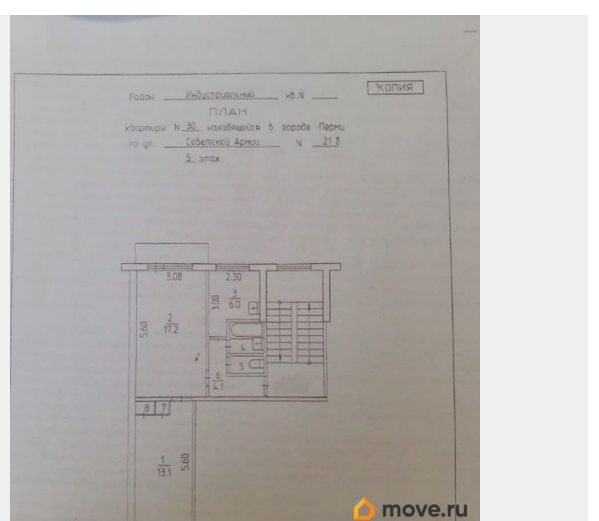 КОПИЯ
Район Индустриальный кв.N
ПЛАН
квартиры N 30, находящейся в городе Перми
по ул. Советской Армии N 21 б
5 этаж
3.08 2.30
3.00
3
6.0
5.60
2
17.2
4
5
6
4.1
8 7
1
13.1
5.60
move.ru